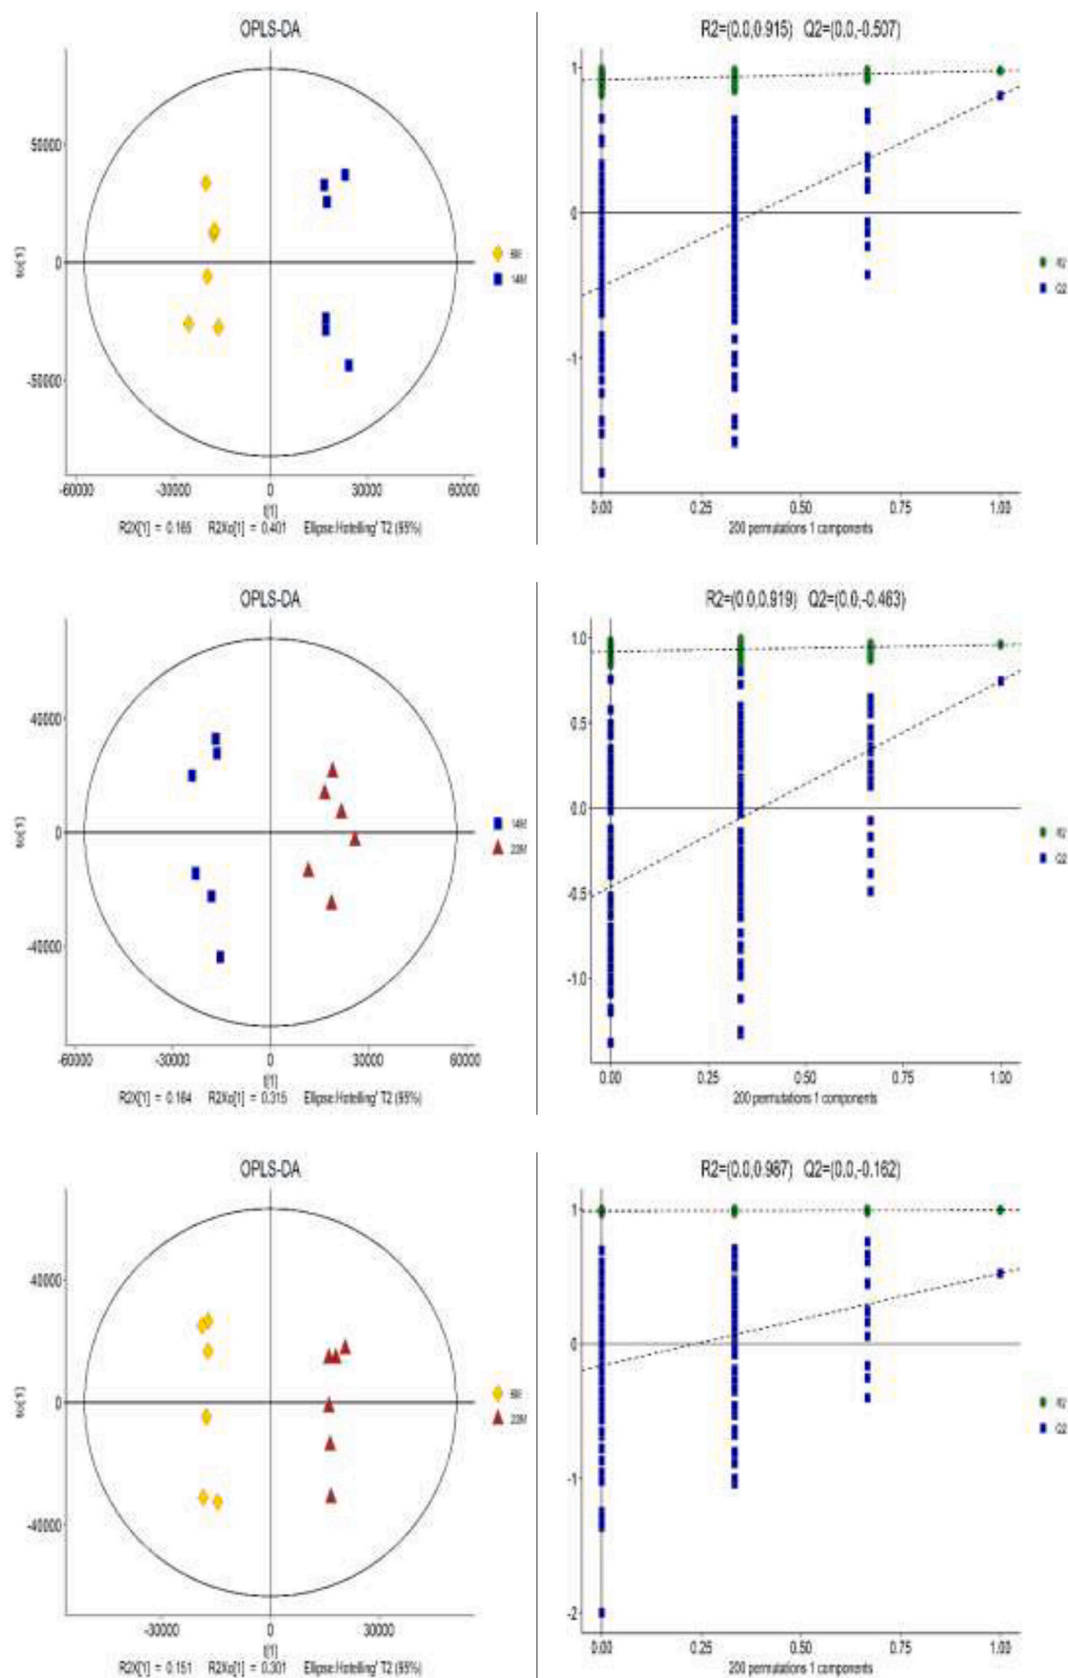 OPLS-DA
50000
0
-50000
-60000 -30000 0 30000 60000
t[1]
R2X[1] = 0.165 R2Xo[1] = 0.401 Ellipse:Hotelling' T2 (95%)
14M
R2=(0.0,0.915) Q2=(0.0,-0.507)
1
0
-1
0.00 0.25 0.50 0.75 1.00
200 permutations 1 components
R2
Q2
OPLS-DA
40000
0
-40000
-60000 -30000 0 30000 60000
t[1]
R2X[1] = 0.164 R2Xo[1] = 0.315 Ellipse:Hotelling' T2 (95%)
14M
R2=(0.0,0.919) Q2=(0.0,-0.463)
1.0
0.5
0.0
-0.5
-1.0
0.00 0.25 0.50 0.75 1.00
200 permutations 1 components
R2
Q2
OPLS-DA
40000
0
-40000
-30000 0 30000
t[1]
R2X[1] = 0.151 R2Xo[1] = 0.301 Ellipse:Hotelling' T2 (95%)
R2=(0.0,0.987) Q2=(0.0,-0.162)
1
0
-1
-2
0.00 0.25 0.50 0.75 1.00
200 permutations 1 components
R2
Q2